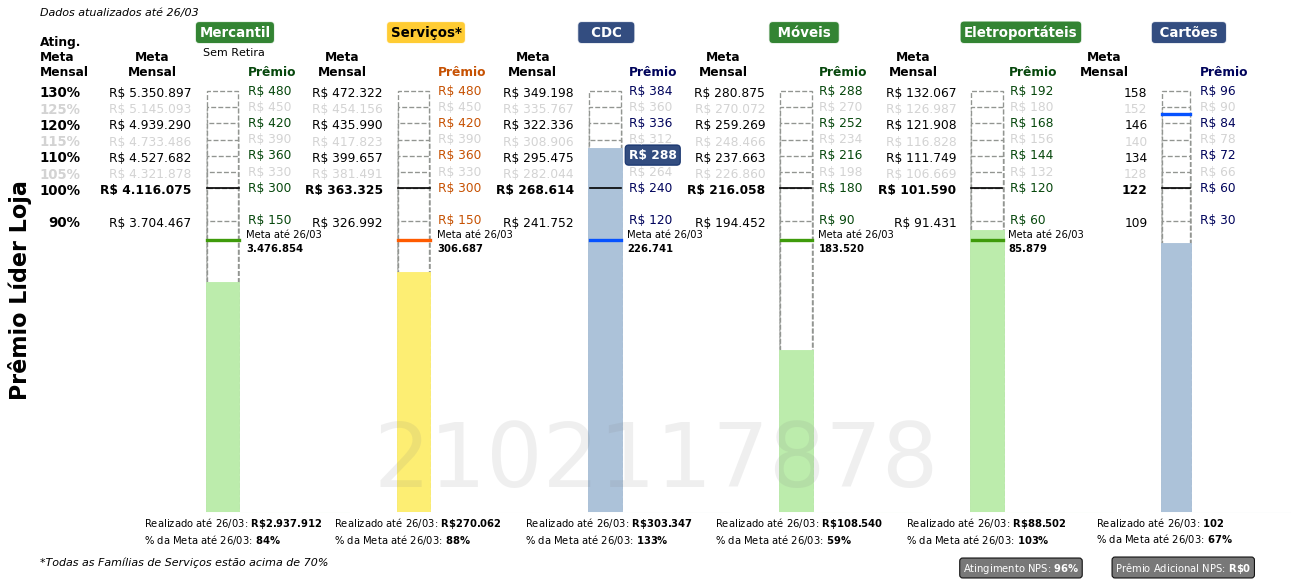 Dados atualizados até 26/03
Mercantil Serviços* CDC Móveis Eletroportáteis Cartões
Sem Retira
Ating. Meta Mensal Meta Mensal Prêmio Meta Mensal Prêmio Meta Mensal Prêmio Meta Mensal Prêmio Meta Mensal Prêmio Meta Mensal Prêmio
130% R$ 5.350.897 R$ 480 R$ 472.322 R$ 480 R$ 349.198 R$ 384 R$ 280.875 R$ 288 R$ 132.067 R$ 192 158 R$ 96
125% R$ 5.145.093 R$ 450 R$ 454.156 R$ 450 R$ 335.767 R$ 360 R$ 270.072 R$ 270 R$ 126.987 R$ 180 152 R$ 90
120% R$ 4.939.290 R$ 420 R$ 435.990 R$ 420 R$ 322.336 R$ 336 R$ 259.269 R$ 252 R$ 121.908 R$ 168 146 R$ 84
115% R$ 4.733.486 R$ 390 R$ 417.823 R$ 390 R$ 308.906 R$ 312 R$ 248.466 R$ 234 R$ 116.828 R$ 156 140 R$ 78
110% R$ 4.527.682 R$ 360 R$ 399.657 R$ 360 R$ 295.475 R$ 288 R$ 237.663 R$ 216 R$ 111.749 R$ 144 134 R$ 72
105% R$ 4.321.878 R$ 330 R$ 381.491 R$ 330 R$ 282.044 R$ 264 R$ 226.860 R$ 198 R$ 106.669 R$ 132 128 R$ 66
100% R$ 4.116.075 R$ 300 R$ 363.325 R$ 300 R$ 268.614 R$ 240 R$ 216.058 R$ 180 R$ 101.590 R$ 120 122 R$ 60
90% R$ 3.704.467 R$ 150 R$ 326.992 R$ 150 R$ 241.752 R$ 120 R$ 194.452 R$ 90 R$ 91.431 R$ 60 109 R$ 30
Meta até 26/03 Meta até 26/03 Meta até 26/03 Meta até 26/03 Meta até 26/03
3.476.854 306.687 226.741 183.520 85.879
Prêmio Líder Loja
2102117878
Realizado até 26/03: R$2.937.912 Realizado até 26/03: R$270.062 Realizado até 26/03: R$303.347 Realizado até 26/03: R$108.540 Realizado até 26/03: R$88.502 Realizado até 26/03: 102
% da Meta até 26/03: 84% % da Meta até 26/03: 88% % da Meta até 26/03: 133% % da Meta até 26/03: 59% % da Meta até 26/03: 103% % da Meta até 26/03: 67%
*Todas as Famílias de Serviços estão acima de 70% Atingimento NPS: 96% Prêmio Adicional NPS: R$0